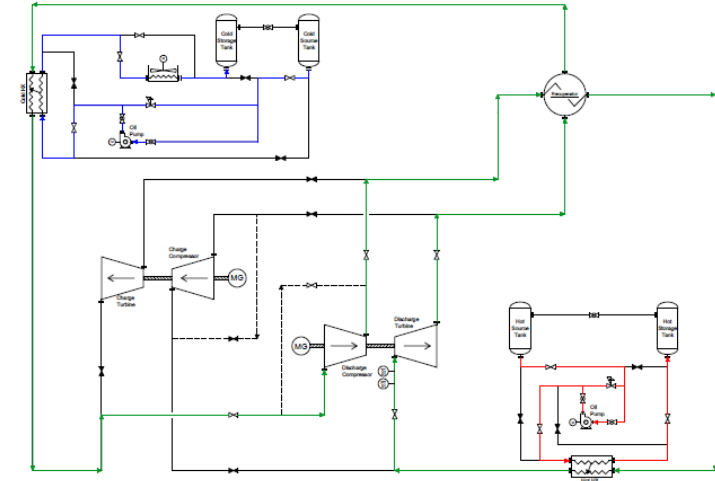 Cold
Storage
Tank
Cold
Source
Tank
Cold HX
Oil
Pump
Recuperator
Charge
Compressor
MG
Charge
Turbine
Discharge
Turbine
MG
Discharge
Compressor
Hot
Source
Tank
Hot
Storage
Tank
Oil
Pump